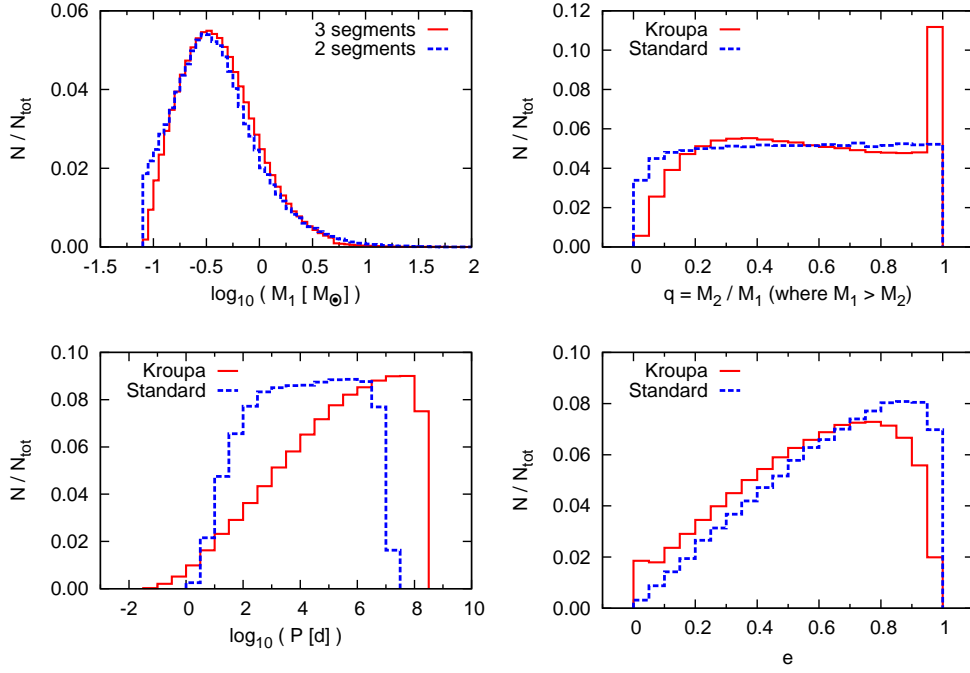 3 segments
2 segments
N / N_tot
0.06
0.04
0.02
0.00
-1.5 -1 -0.5 0 0.5 1 1.5 2
log10 ( M1 [ M☉] )
Kroupa
Standard
N / N_tot
0.12
0.10
0.08
0.06
0.04
0.02
0.00
0 0.2 0.4 0.6 0.8 1
q = M2 / M1 (where M1 > M2)
Kroupa
Standard
N / N_tot
0.10
0.08
0.06
0.04
0.02
0.00
-2 0 2 4 6 8 10
log10 ( P [d] )
Kroupa
Standard
N / N_tot
0.10
0.08
0.06
0.04
0.02
0.00
0 0.2 0.4 0.6 0.8 1
e